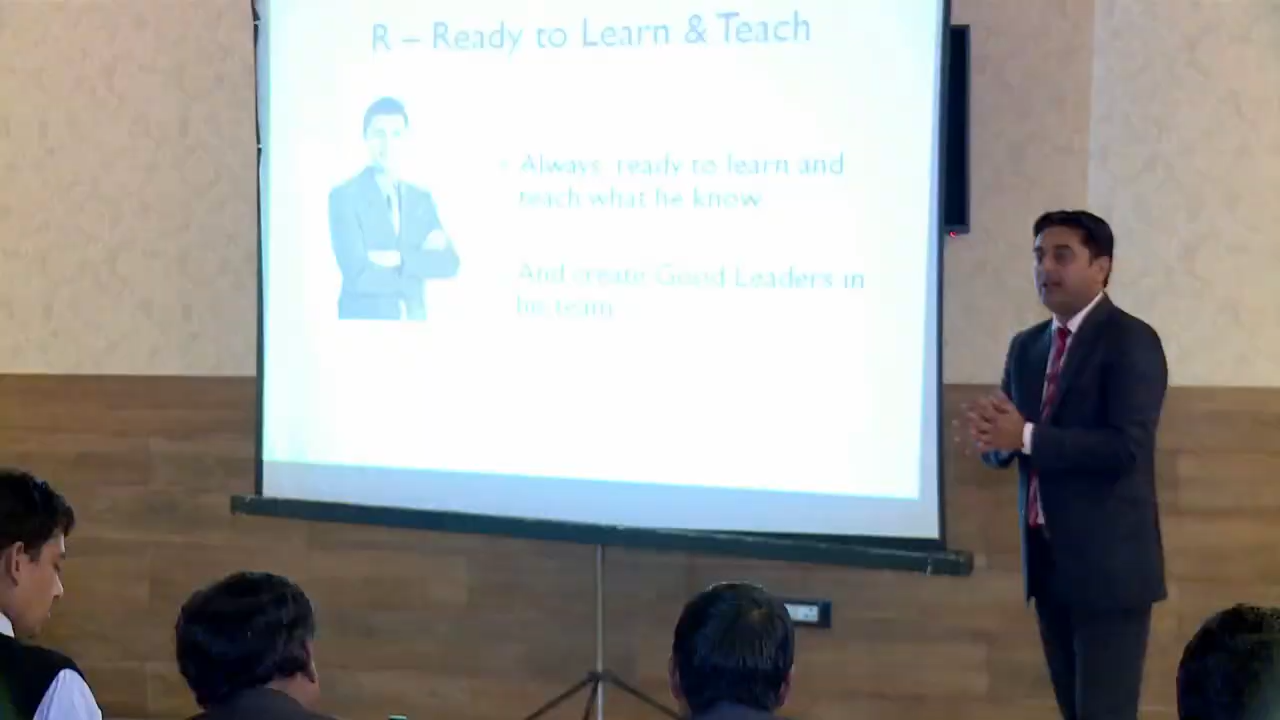 R – Ready to Learn & Teach
Always ready to learn and
teach what he know
And create Good Leaders in
his team